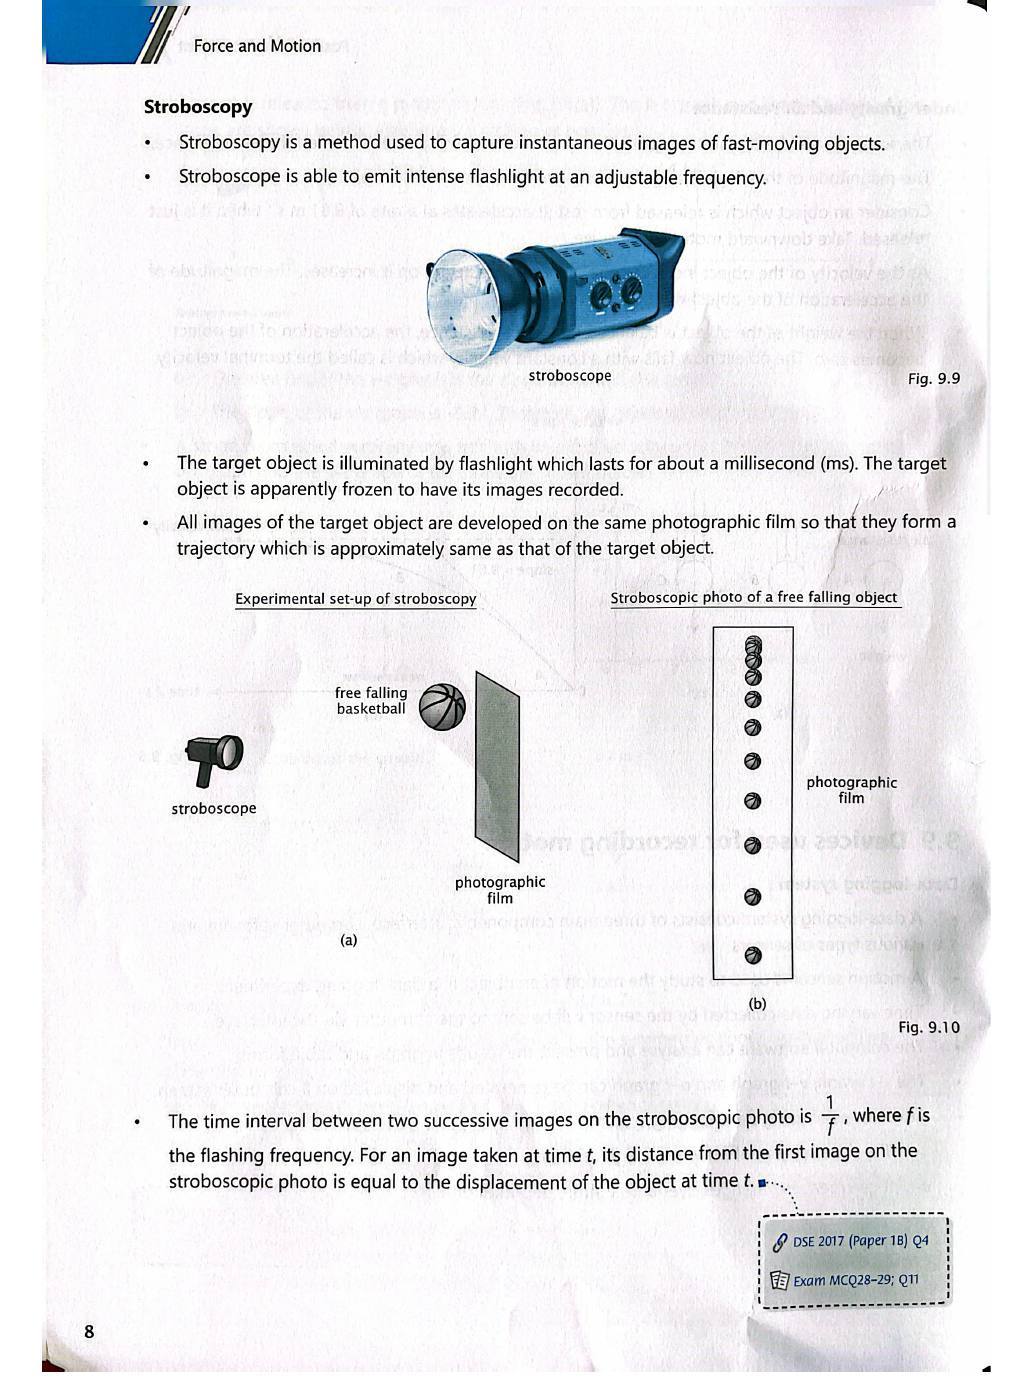 Force and Motion
Stroboscopy
• Stroboscopy is a method used to capture instantaneous images of fast-moving objects.
• Stroboscope is able to emit intense flashlight at an adjustable frequency.
stroboscope
Fig. 9.9
• The target object is illuminated by flashlight which lasts for about a millisecond (ms). The target
object is apparently frozen to have its images recorded.
• All images of the target object are developed on the same photographic film so that they form a
trajectory which is approximately same as that of the target object.
Experimental set-up of stroboscopy
free falling
basketball
stroboscope
photographic
film
(a)
Stroboscopic photo of a free falling object
photographic
film
(b)
Fig. 9.10
• The time interval between two successive images on the stroboscopic photo is 1/f, where f is
the flashing frequency. For an image taken at time t, its distance from the first image on the
stroboscopic photo is equal to the displacement of the object at time t.
DSE 2017 (Paper 1B) Q4
Exam MCQ28–29; Q11
8